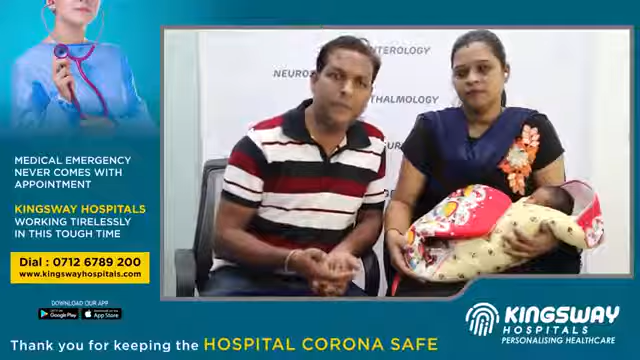 ENTEROLOGY
NEURO
THALMOLOGY
MEDICAL EMERGENCY
NEVER COMES WITH
APPOINTMENT
KINGSWAY HOSPITALS
WORKING TIRELESSLY
IN THIS TOUGH TIME
Dial : 0712 6789 200
www.kingswayhospitals.com
DOWNLOAD OUR APP
Google Play
App Store
KINGSWAY
HOSPITALS
PERSONALISING HEALTHCARE
Thank you for keeping the HOSPITAL CORONA SAFE